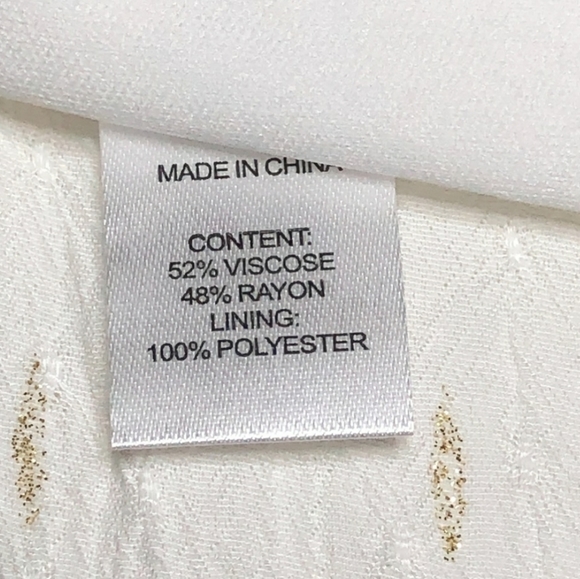 MADE IN CHINA
CONTENT:
52% VISCOSE
48% RAYON
LINING:
100% POLYESTER